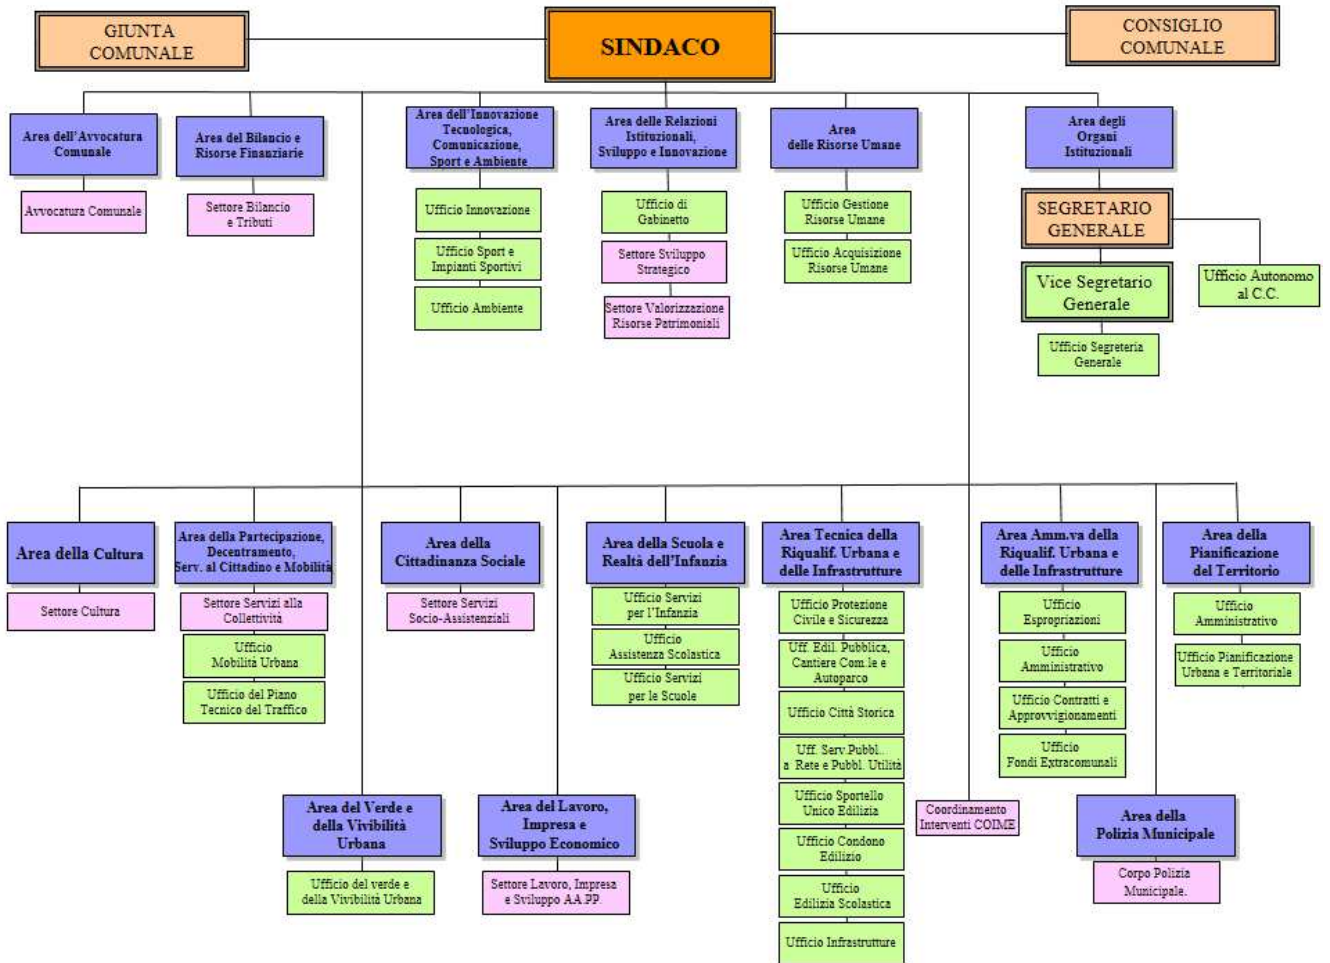 GIUNTA
COMUNALE
SINDACO
CONSIGLIO
COMUNALE
Area dell'Avvocatura
Comunale
Avvocatura Comunale
Area del Bilancio e
Risorse Finanziarie
Settore Bilancio
e Tributi
Area dell'Innovazione
Tecnologica,
Comunicazione,
Sport e Ambiente
Ufficio Innovazione
Ufficio Sport e
Impianti Sportivi
Ufficio Ambiente
Area delle Relazioni
Istituzionali,
Sviluppo e Innovazione
Ufficio di
Gabinetto
Settore Sviluppo
Strategico
Settore Valorizzazione
Risorse Patrimoniali
Area
delle Risorse Umane
Ufficio Gestione
Risorse Umane
Ufficio Acquisizione
Risorse Umane
Area degli
Organi
Istituzionali
SEGRETARIO
GENERALE
Vice Segretario
Generale
Ufficio Segreteria
Generale
Ufficio Autonomo
al C.C.
Area della Cultura
Settore Cultura
Area della Partecipazione,
Decentramento,
Serv. al Cittadino e Mobilità
Settore Servizi alla
Collettività
Ufficio
Mobilità Urbana
Ufficio del Piano
Tecnico del Traffico
Area della
Cittadinanza Sociale
Settore Servizi
Socio-Assistenziali
Area della Scuola e
Realtà dell'Infanzia
Ufficio Servizi
per l'Infanzia
Ufficio
Assistenza Scolastica
Ufficio Servizi
per le Scuole
Area Tecnica della
Riqualif. Urbana e
delle Infrastrutture
Ufficio Protezione
Civile e Sicurezza
Uff. Edil. Pubblica,
Cantiere Com.le e
Autoparco
Ufficio Città Storica
Uff. Serv.Pubbl..
a Rete e Pubbl. Utilità
Ufficio Sportello
Unico Edilizia
Ufficio Condono
Edilizio
Ufficio
Edilizia Scolastica
Ufficio Infrastrutture
Area Amm.va della
Riqualif. Urbana e
delle Infrastrutture
Ufficio
Espropriazioni
Ufficio
Amministrativo
Ufficio Contratti e
Approvvigionamenti
Ufficio
Fondi Extracomunali
Area della
Pianificazione
del Territorio
Ufficio
Amministrativo
Ufficio Pianificazione
Urbana e Territoriale
Area del Verde e
della Vivibilità
Urbana
Ufficio del verde e
della Vivibilità Urbana
Area del Lavoro,
Impresa e
Sviluppo Economico
Settore Lavoro, Impresa
e Sviluppo AA.PP.
Coordinamento
Interventi COIME
Area della
Polizia Municipale
Corpo Polizia
Municipale.